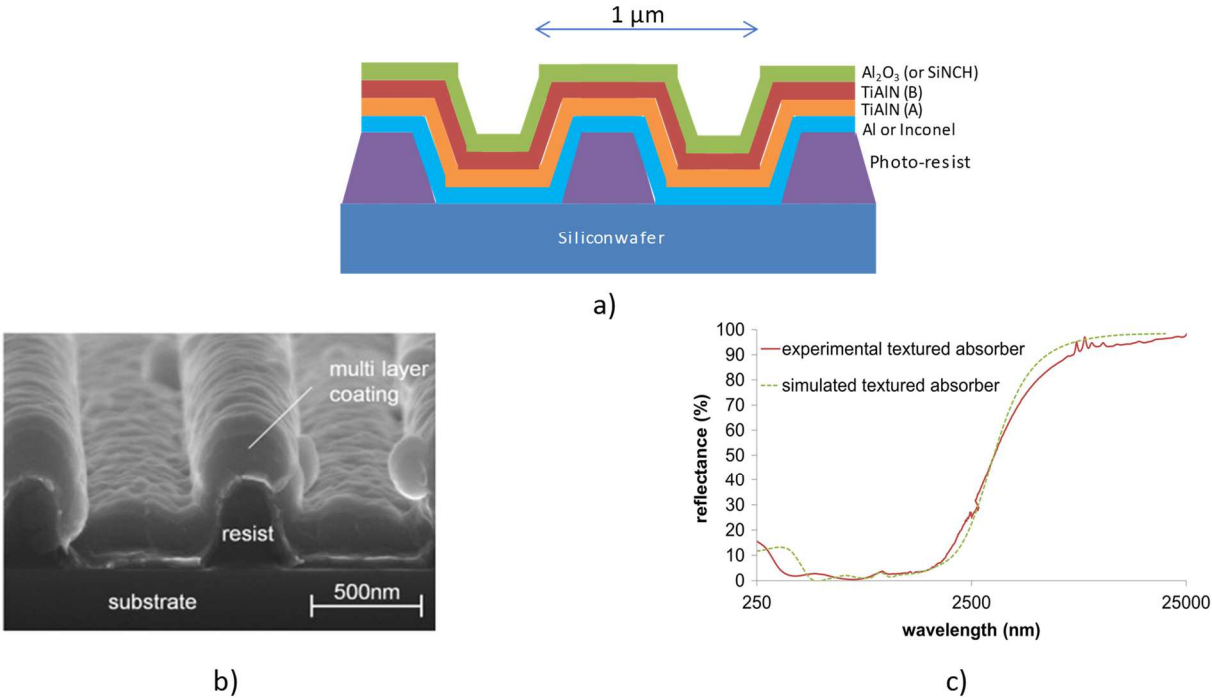 1 µm
Al₂O₃ (or SiNCH)
TiAlN (B)
TiAlN (A)
Al or Inconel
Photo-resist
Siliconwafer
a)
multi layer
coating
resist
substrate
500nm
b)
100
90
80
70
60
50
40
30
20
10
0
reflectance (%)
experimental textured absorber
simulated textured absorber
250
2500
25000
wavelength (nm)
c)